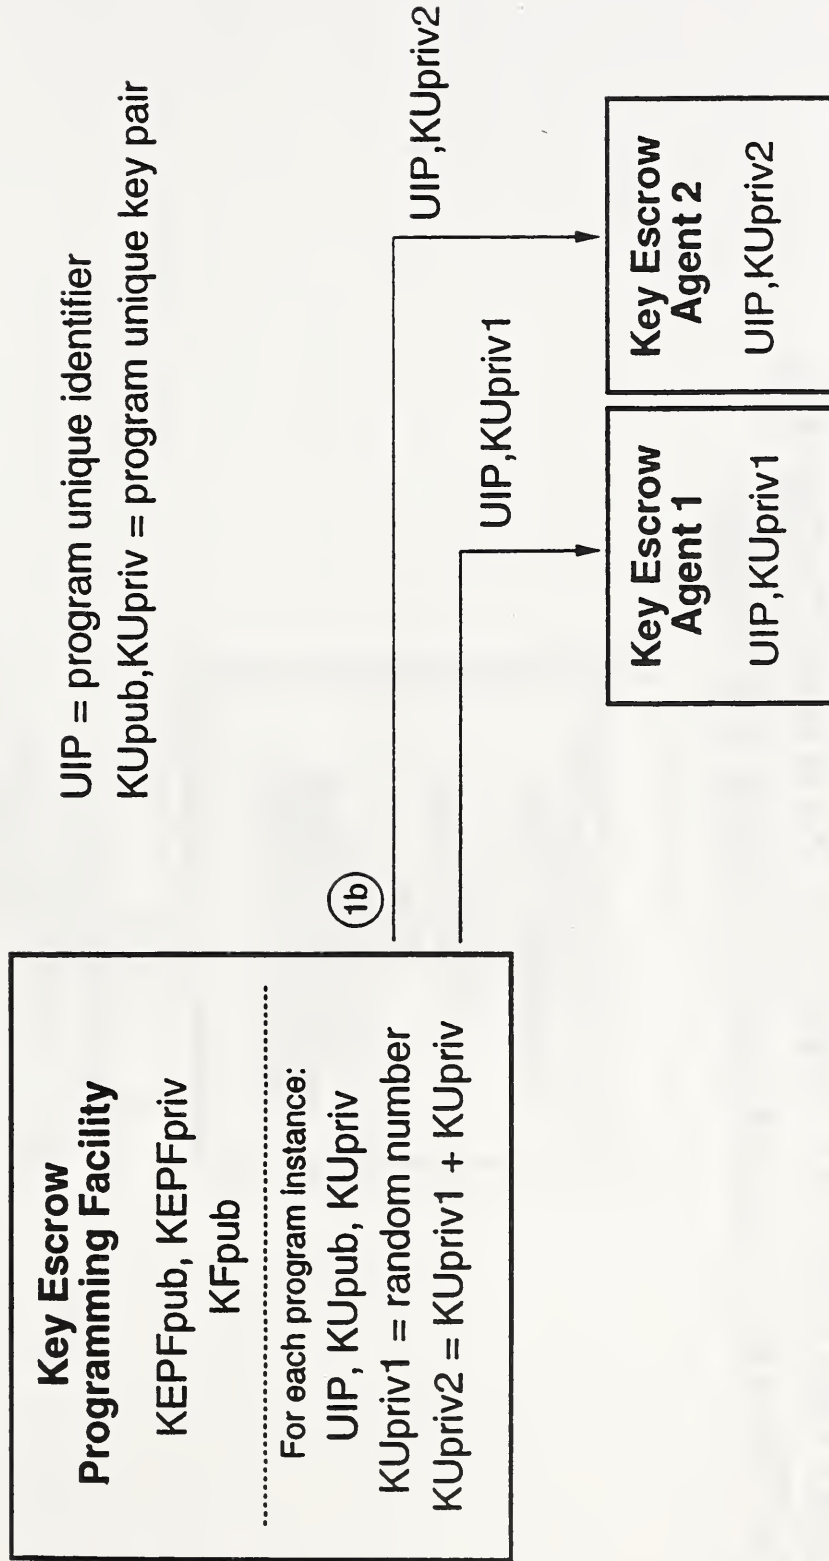 Key Escrow
Programming Facility
KEPFpub, KEPFpriv
KFpub
For each program instance:
UIP, KUpub, KUpriv
KUpriv1 = random number
KUpriv2 = KUpriv1 + KUpriv
UIP = program unique identifier
KUpub,KUpriv = program unique key pair
1b
UIP,KUpriv2
UIP,KUpriv1
Key Escrow
Agent 1
UIP,KUpriv1
Key Escrow
Agent 2
UIP,KUpriv2